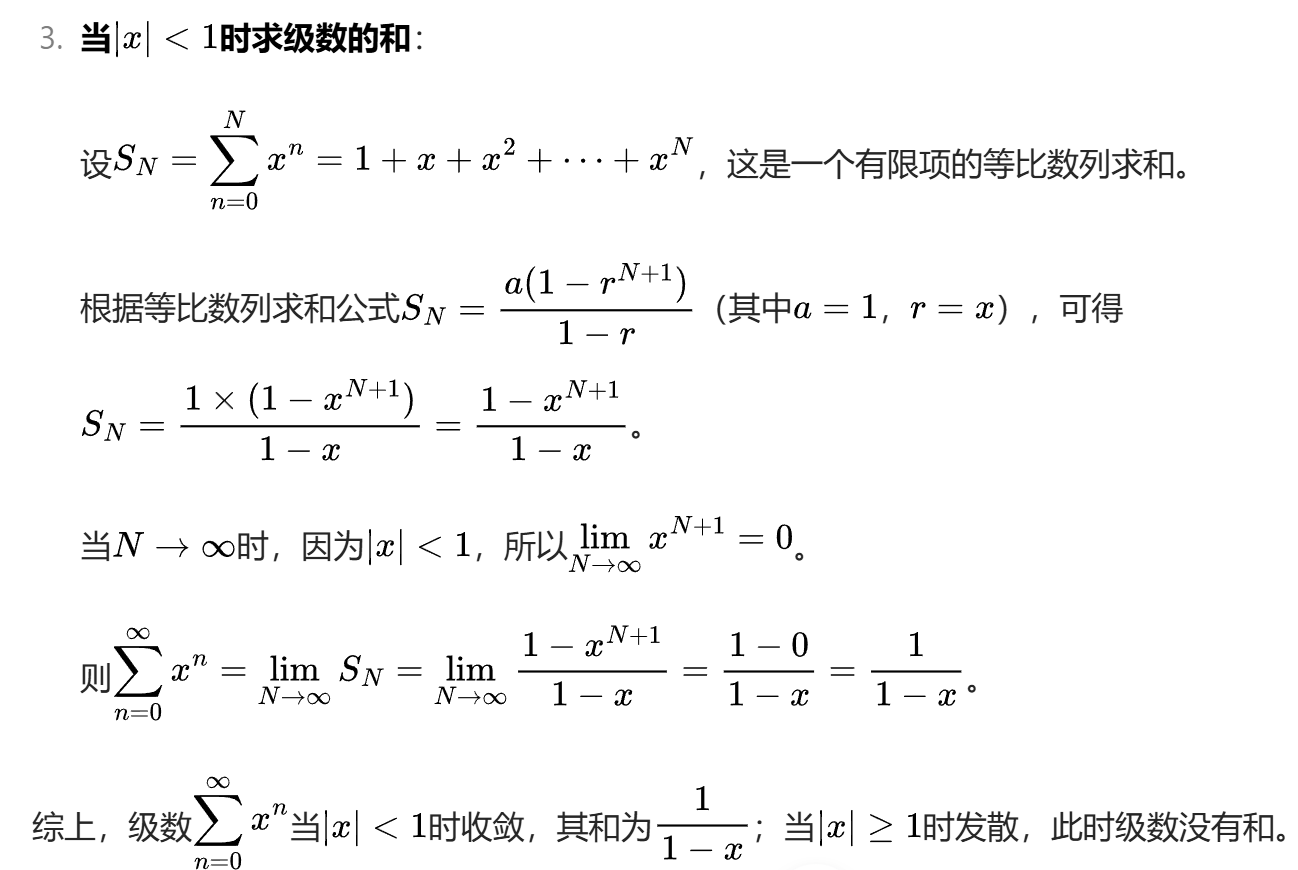 3. 当|x| < 1时求级数的和：
设$S_N = \sum_{n=0}^{N} x^n = 1 + x + x^2 + \cdots + x^N$，这是一个有限项的等比数列求和。
根据等比数列求和公式$S_N = \frac{a(1 - r^{N+1})}{1 - r}$（其中$a = 1$，$r = x$），可得
$S_N = \frac{1 \times (1 - x^{N+1})}{1 - x} = \frac{1 - x^{N+1}}{1 - x}$。
当$N \to \infty$时，因为$|x| < 1$，所以$\lim_{N \to \infty} x^{N+1} = 0$。
则$\sum_{n=0}^{\infty} x^n = \lim_{N \to \infty} S_N = \lim_{N \to \infty} \frac{1 - x^{N+1}}{1 - x} = \frac{1 - 0}{1 - x} = \frac{1}{1 - x}$。
综上，级数$\sum_{n=0}^{\infty} x^n$当$|x| < 1$时收敛，其和为$\frac{1}{1 - x}$；当$|x| \geq 1$时发散，此时级数没有和。